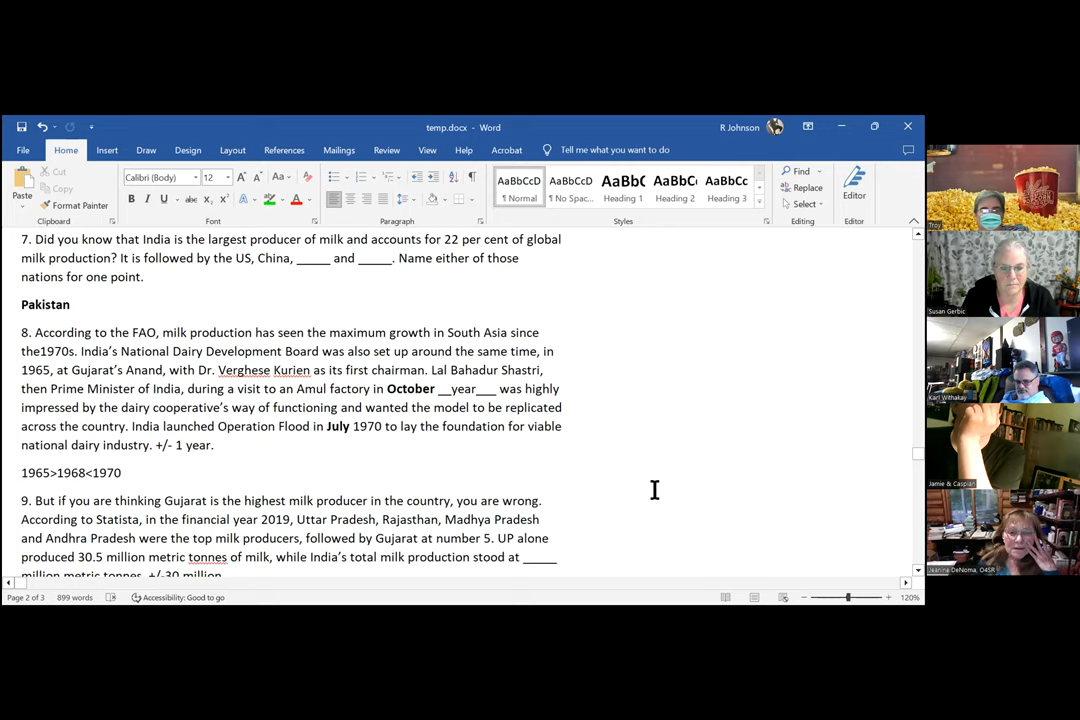 temp.docx - Word
R Johnson
File Home Insert Draw Design Layout References Mailings Review View Help Acrobat Tell me what you want to do
Paste
Cut
Copy
Format Painter
Calibri (Body) 12
Find
Replace
Select
Editor
AaBbCcD AaBbCcD AaBbC AaBbCc AaBbCc
¶ Normal ¶ No Spac... Heading 1 Heading 2 Heading 3
Clipboard Font Paragraph Styles Editing Editor
7. Did you know that India is the largest producer of milk and accounts for 22 per cent of global
milk production? It is followed by the US, China, _____ and _____. Name either of those
nations for one point.
Pakistan
8. According to the FAO, milk production has seen the maximum growth in South Asia since
the1970s. India’s National Dairy Development Board was also set up around the same time, in
1965, at Gujarat’s Anand, with Dr. Verghese Kurien as its first chairman. Lal Bahadur Shastri,
then Prime Minister of India, during a visit to an Amul factory in October __year___ was highly
impressed by the dairy cooperative’s way of functioning and wanted the model to be replicated
across the country. India launched Operation Flood in July 1970 to lay the foundation for viable
national dairy industry. +/- 1 year.
1965>1968<1970
9. But if you are thinking Gujarat is the highest milk producer in the country, you are wrong.
According to Statista, in the financial year 2019, Uttar Pradesh, Rajasthan, Madhya Pradesh
and Andhra Pradesh were the top milk producers, followed by Gujarat at number 5. UP alone
produced 30.5 million metric tonnes of milk, while India’s total milk production stood at _____
million metric tonnes. +/-30 million
Page 2 of 3 899 words Accessibility: Good to go 120%
Troy
Susan Gerbic
Karl Withakay
Jamie & Caspian
Jeanine DeNoma, O4SR